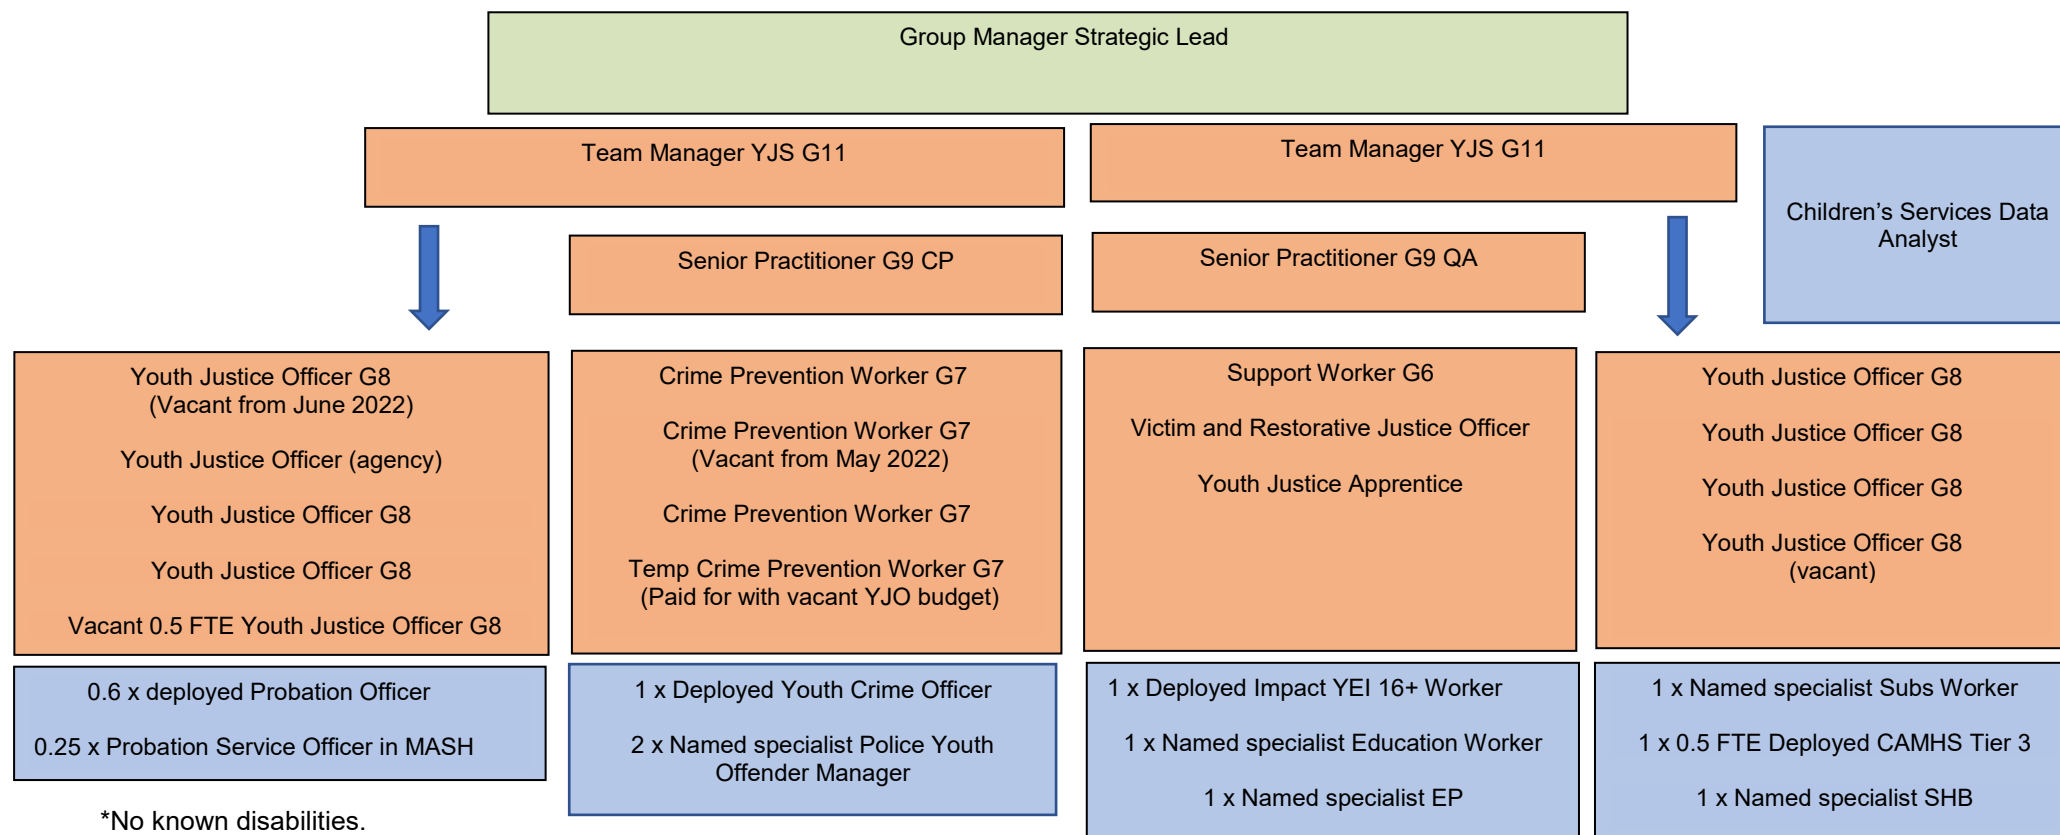 Group Manager Strategic Lead
Team Manager YJS G11
Team Manager YJS G11
Children’s Services Data
Analyst
Senior Practitioner G9 CP
Senior Practitioner G9 QA
Youth Justice Officer G8
(Vacant from June 2022)
Youth Justice Officer (agency)
Youth Justice Officer G8
Youth Justice Officer G8
Vacant 0.5 FTE Youth Justice Officer G8
Crime Prevention Worker G7
Crime Prevention Worker G7
(Vacant from May 2022)
Crime Prevention Worker G7
Temp Crime Prevention Worker G7
(Paid for with vacant YJO budget)
Support Worker G6
Victim and Restorative Justice Officer
Youth Justice Apprentice
Youth Justice Officer G8
Youth Justice Officer G8
Youth Justice Officer G8
Youth Justice Officer G8
(vacant)
0.6 x deployed Probation Officer
0.25 x Probation Service Officer in MASH
1 x Deployed Youth Crime Officer
2 x Named specialist Police Youth
Offender Manager
1 x Deployed Impact YEI 16+ Worker
1 x Named specialist Education Worker
1 x Named specialist EP
1 x Named specialist Subs Worker
1 x 0.5 FTE Deployed CAMHS Tier 3
1 x Named specialist SHB
*No known disabilities.